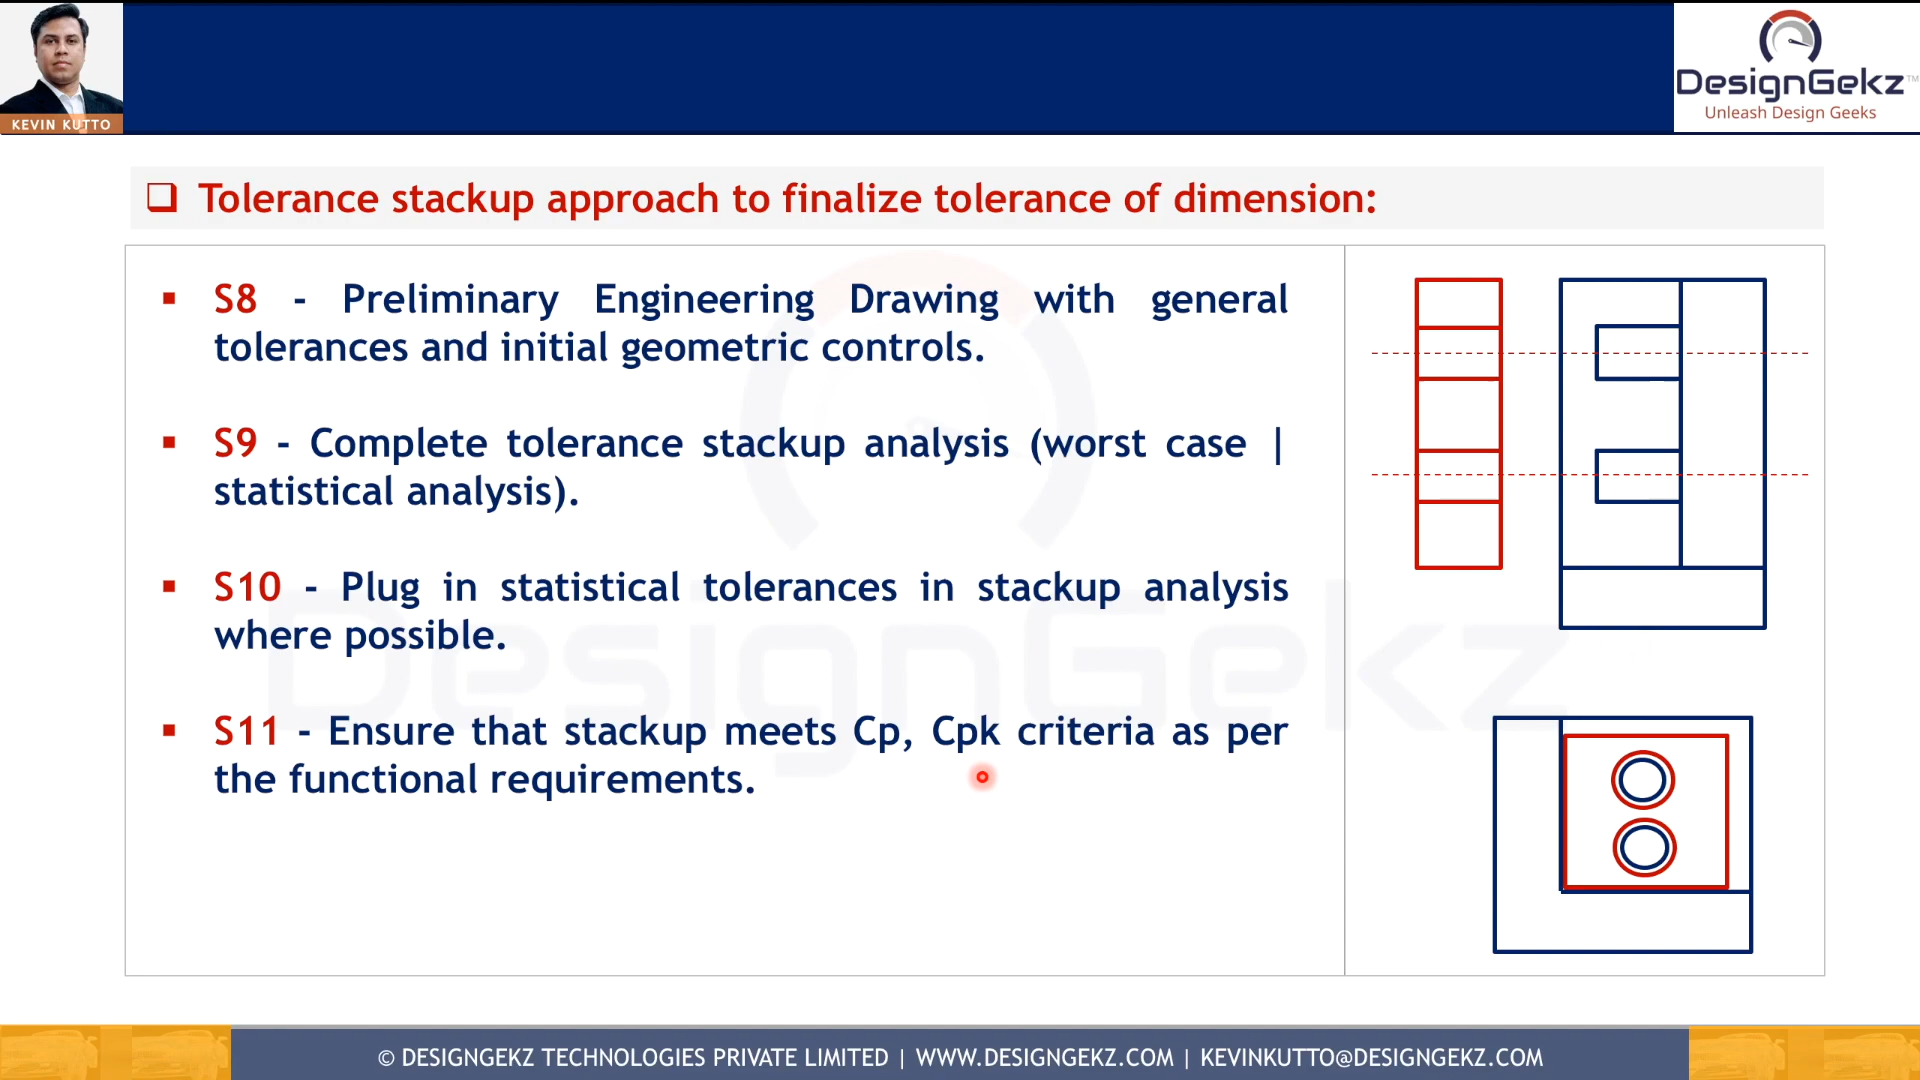 KEVIN KUTTO
DesignGekz™
Unleash Design Geeks
Tolerance stackup approach to finalize tolerance of dimension:
S8 - Preliminary Engineering Drawing with general
tolerances and initial geometric controls.
S9 - Complete tolerance stackup analysis (worst case |
statistical analysis).
S10 - Plug in statistical tolerances in stackup analysis
where possible.
S11 - Ensure that stackup meets Cp, Cpk criteria as per
the functional requirements.
DesignGekz
© DESIGNGEKZ TECHNOLOGIES PRIVATE LIMITED | WWW.DESIGNGEKZ.COM | KEVINKUTTO@DESIGNGEKZ.COM